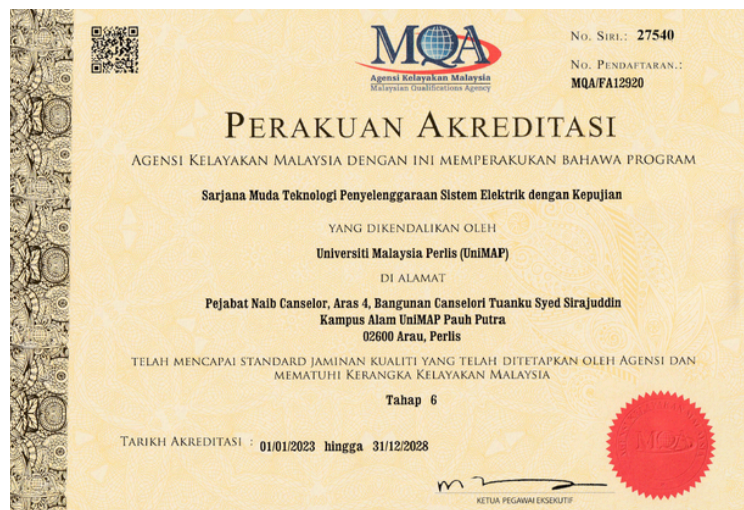 MQA
Agensi Kelayakan Malaysia
Malaysian Qualifications Agency
No. Siri.: 27540
No. Pendaftaran.:
MQA/FA12920
PERAKUAN AKREDITASI
AGENSI KELAYAKAN MALAYSIA DENGAN INI MEMPERAKUKAN BAHAWA PROGRAM
Sarjana Muda Teknologi Penyelenggaraan Sistem Elektrik dengan Kepujian
YANG DIKENDALIKAN OLEH
Universiti Malaysia Perlis (UniMAP)
DI ALAMAT
Pejabat Naib Canselor, Aras 4, Bangunan Canselori Tuanku Syed Sirajuddin
Kampus Alam UniMAP Pauh Putra
02600 Arau, Perlis
TELAH MENCAPAI STANDARD JAMINAN KUALITI YANG TELAH DITETAPKAN OLEH AGENSI DAN
MEMATUHI KERANGKA KELAYAKAN MALAYSIA
Tahap 6
TARIKH AKREDITASI : 01/01/2023 hingga 31/12/2028
MQA
KETUA PEGAWAI EKSEKUTIF